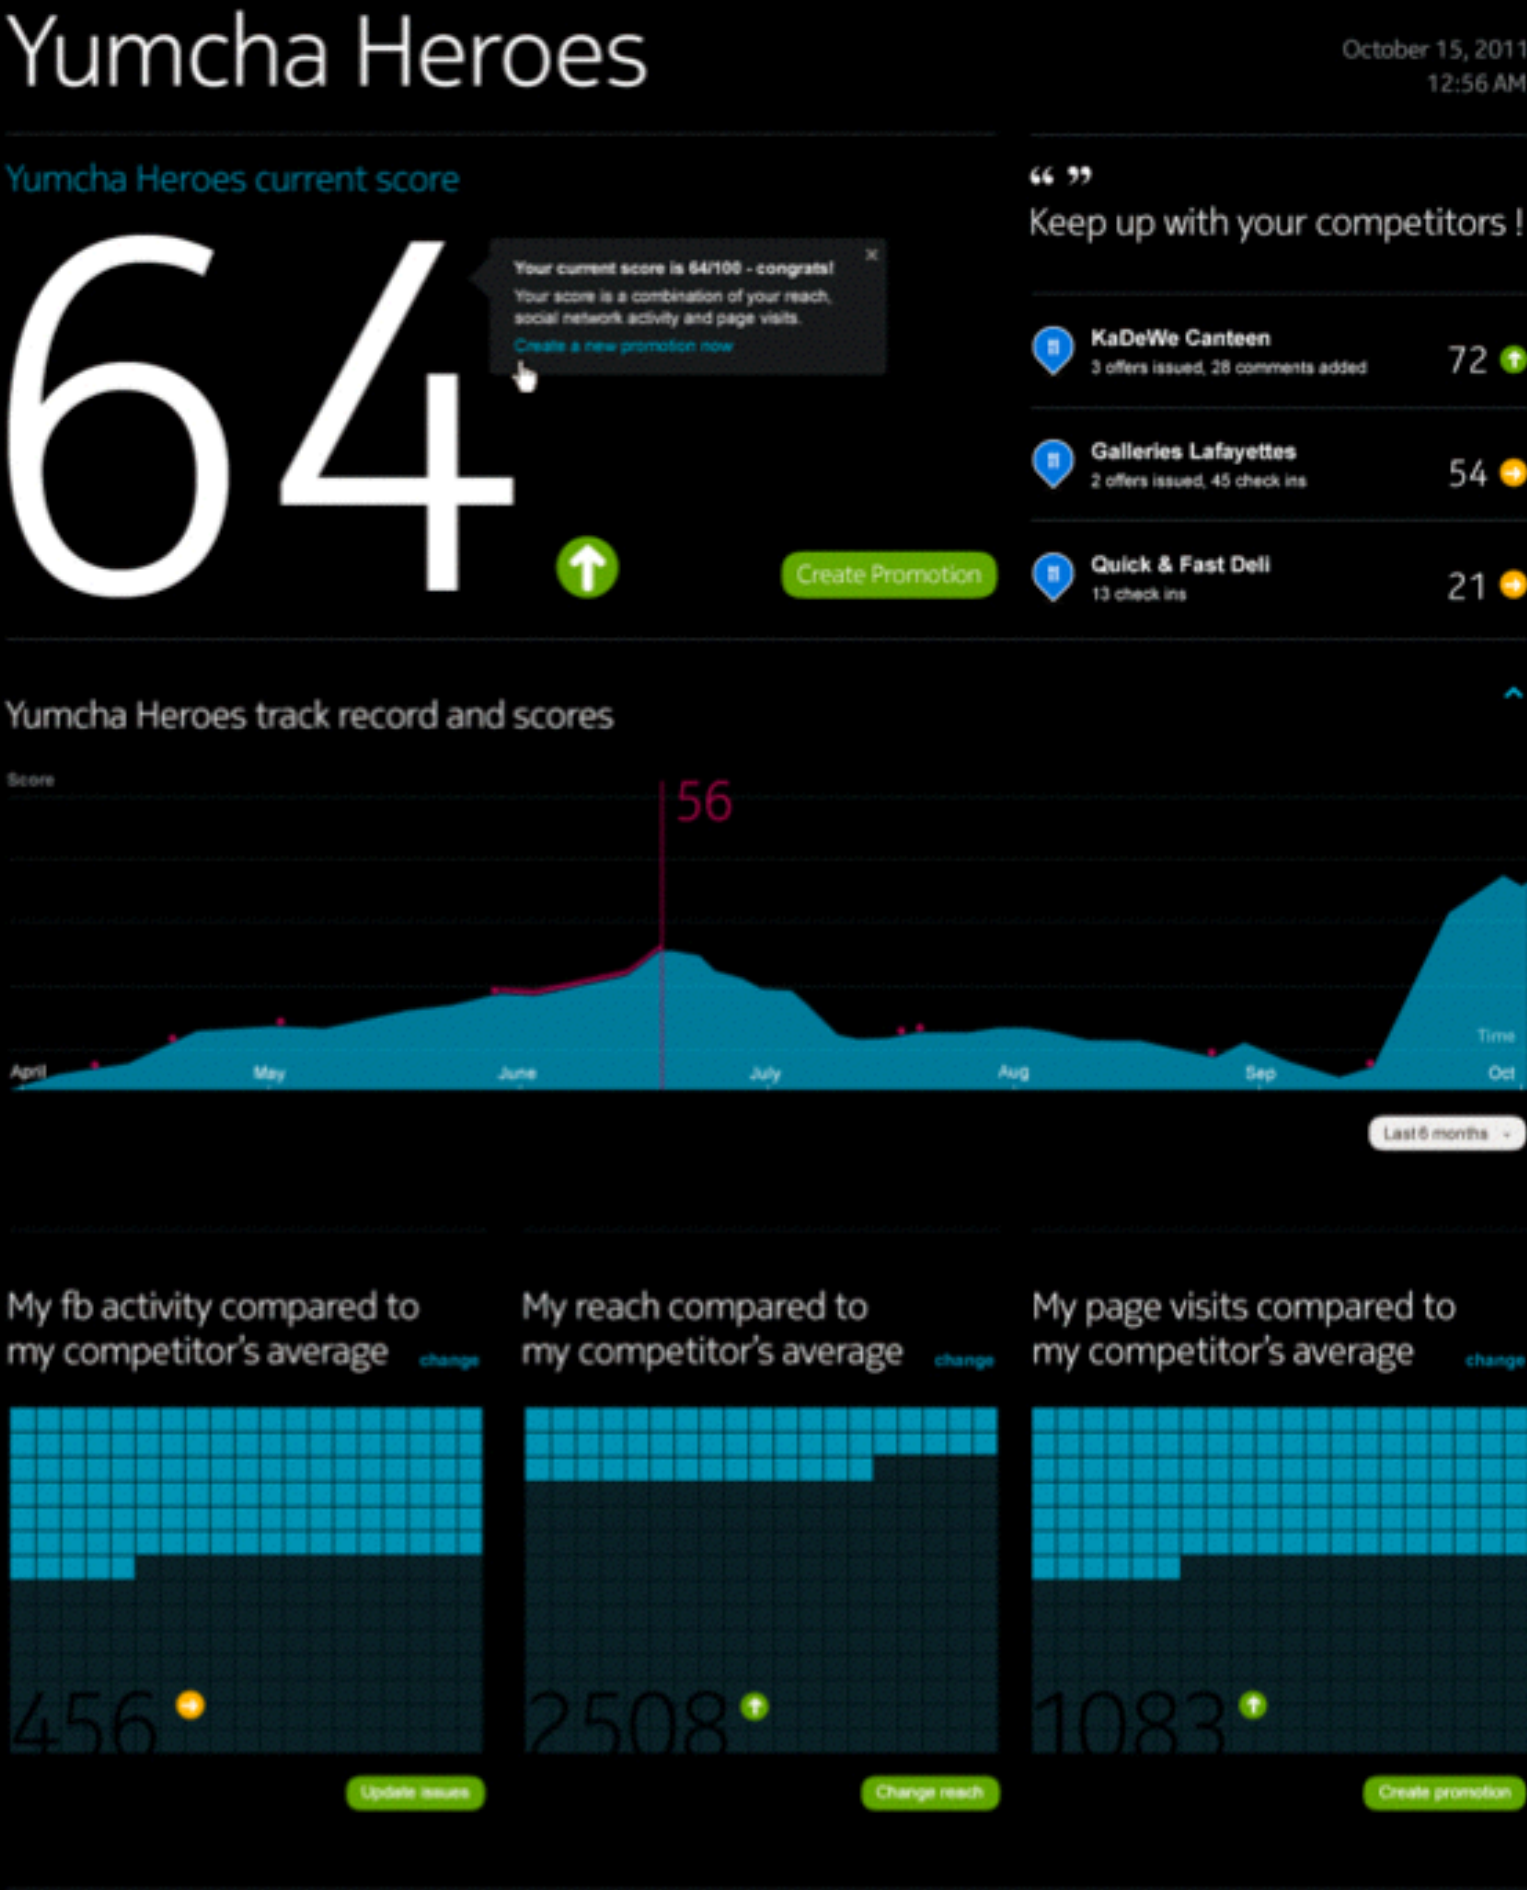 Yumcha Heroes
October 15, 2011
12:56 AM
Yumcha Heroes current score
64
Your current score is 64/100 - congrats!
Your score is a combination of your reach,
social network activity and page visits.
Create a new promotion now
Create Promotion
“ ”
Keep up with your competitors !
KaDeWe Canteen
3 offers issued, 28 comments added
72
Galleries Lafayettes
2 offers issued, 45 check ins
54
Quick & Fast Deli
13 check ins
21
Yumcha Heroes track record and scores
Score
56
Time
April May June July Aug Sep Oct
Last 6 months
My fb activity compared to
my competitor’s average change
456
Update issues
My reach compared to
my competitor’s average change
2508
Change reach
My page visits compared to
my competitor’s average change
1083
Create promotion